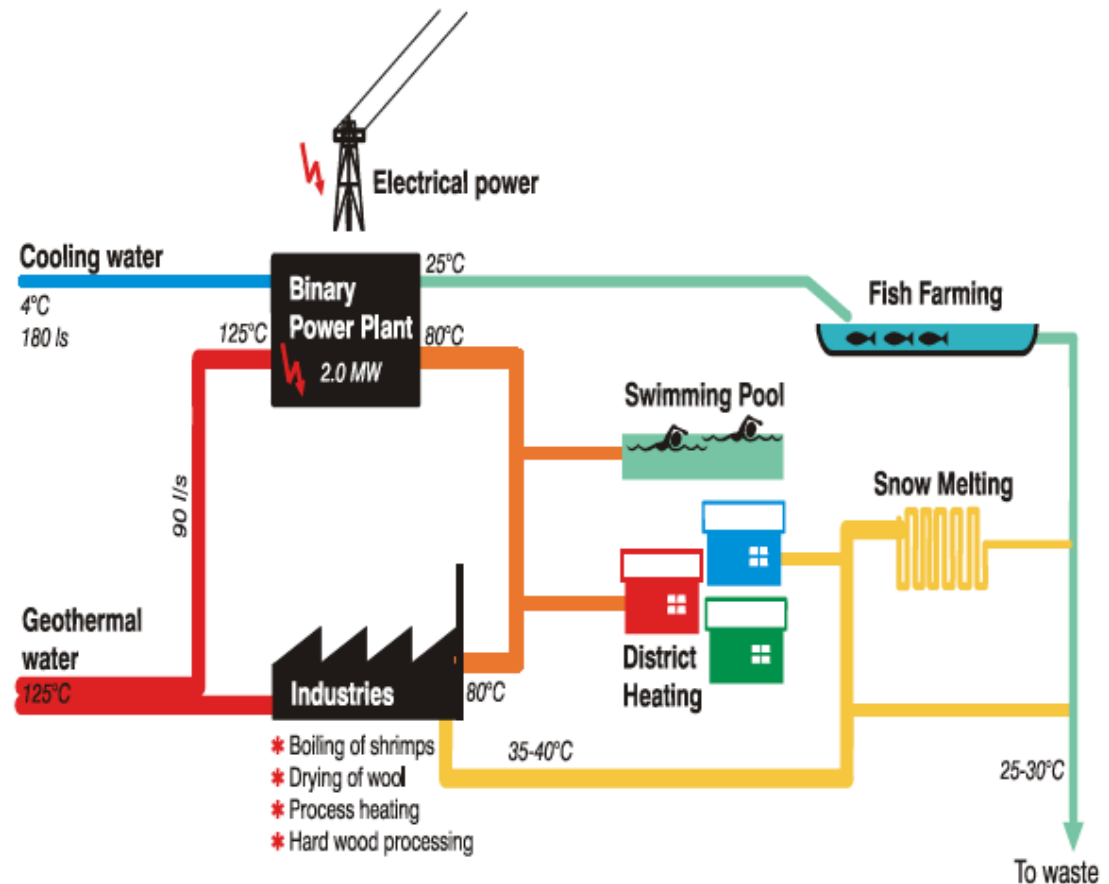 Electrical power
Cooling water
4°C
180 ls
25°C
Binary
Power Plant
2.0 MW
125°C
80°C
Fish Farming
Swimming Pool
Snow Melting
90 l/s
Geothermal
water
125°C
Industries
80°C
District
Heating
✱ Boiling of shrimps
✱ Drying of wool
✱ Process heating
✱ Hard wood processing
35-40°C
25-30°C
To waste